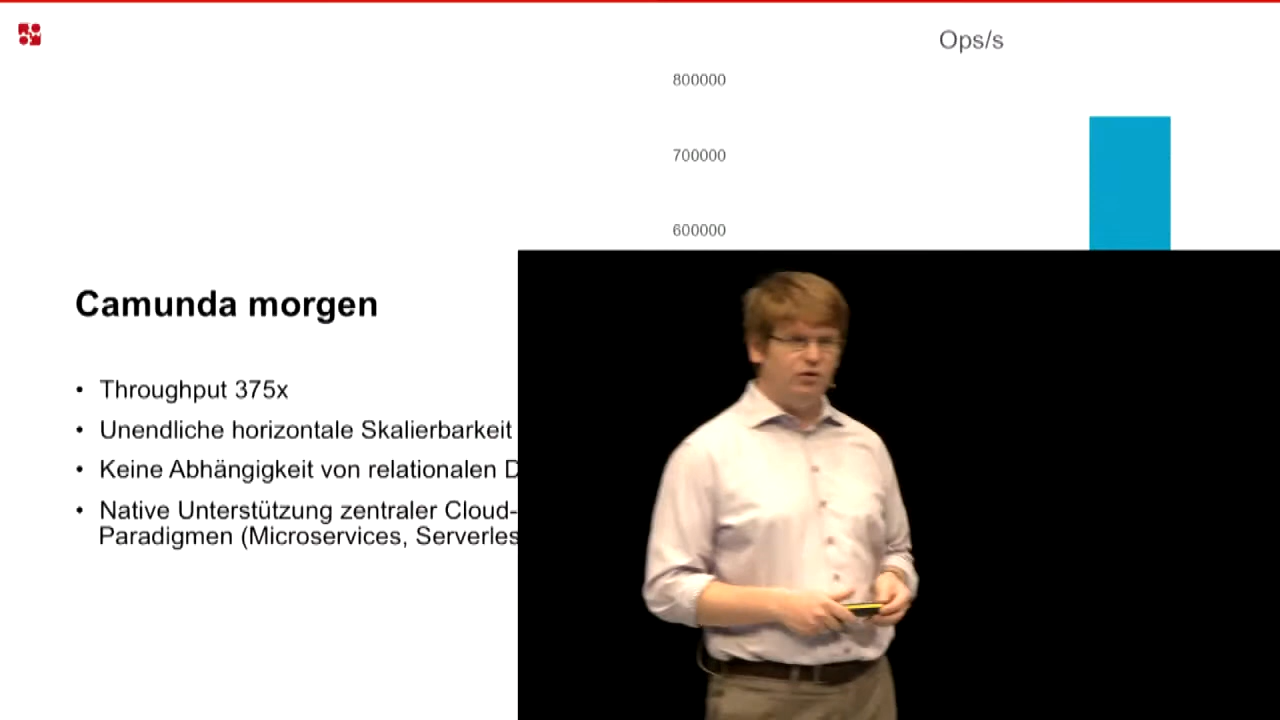 Ops/s
800000
700000
600000
Camunda morgen
• Throughput 375x
• Unendliche horizontale Skalierbarkeit
• Keine Abhängigkeit von relationalen
• Native Unterstützung zentraler Cloud-
Paradigmen (Microservices,